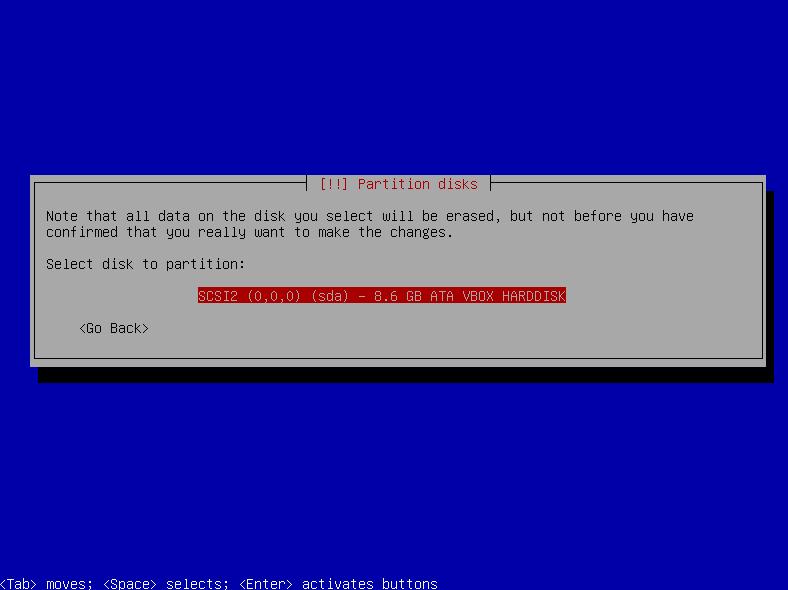 [!!] Partition disks
Note that all data on the disk you select will be erased, but not before you have
confirmed that you really want to make the changes.
Select disk to partition:
SCSI2 (0,0,0) (sda) - 8.6 GB ATA VBOX HARDDISK
<Go Back>
<Tab> moves; <Space> selects; <Enter> activates buttons